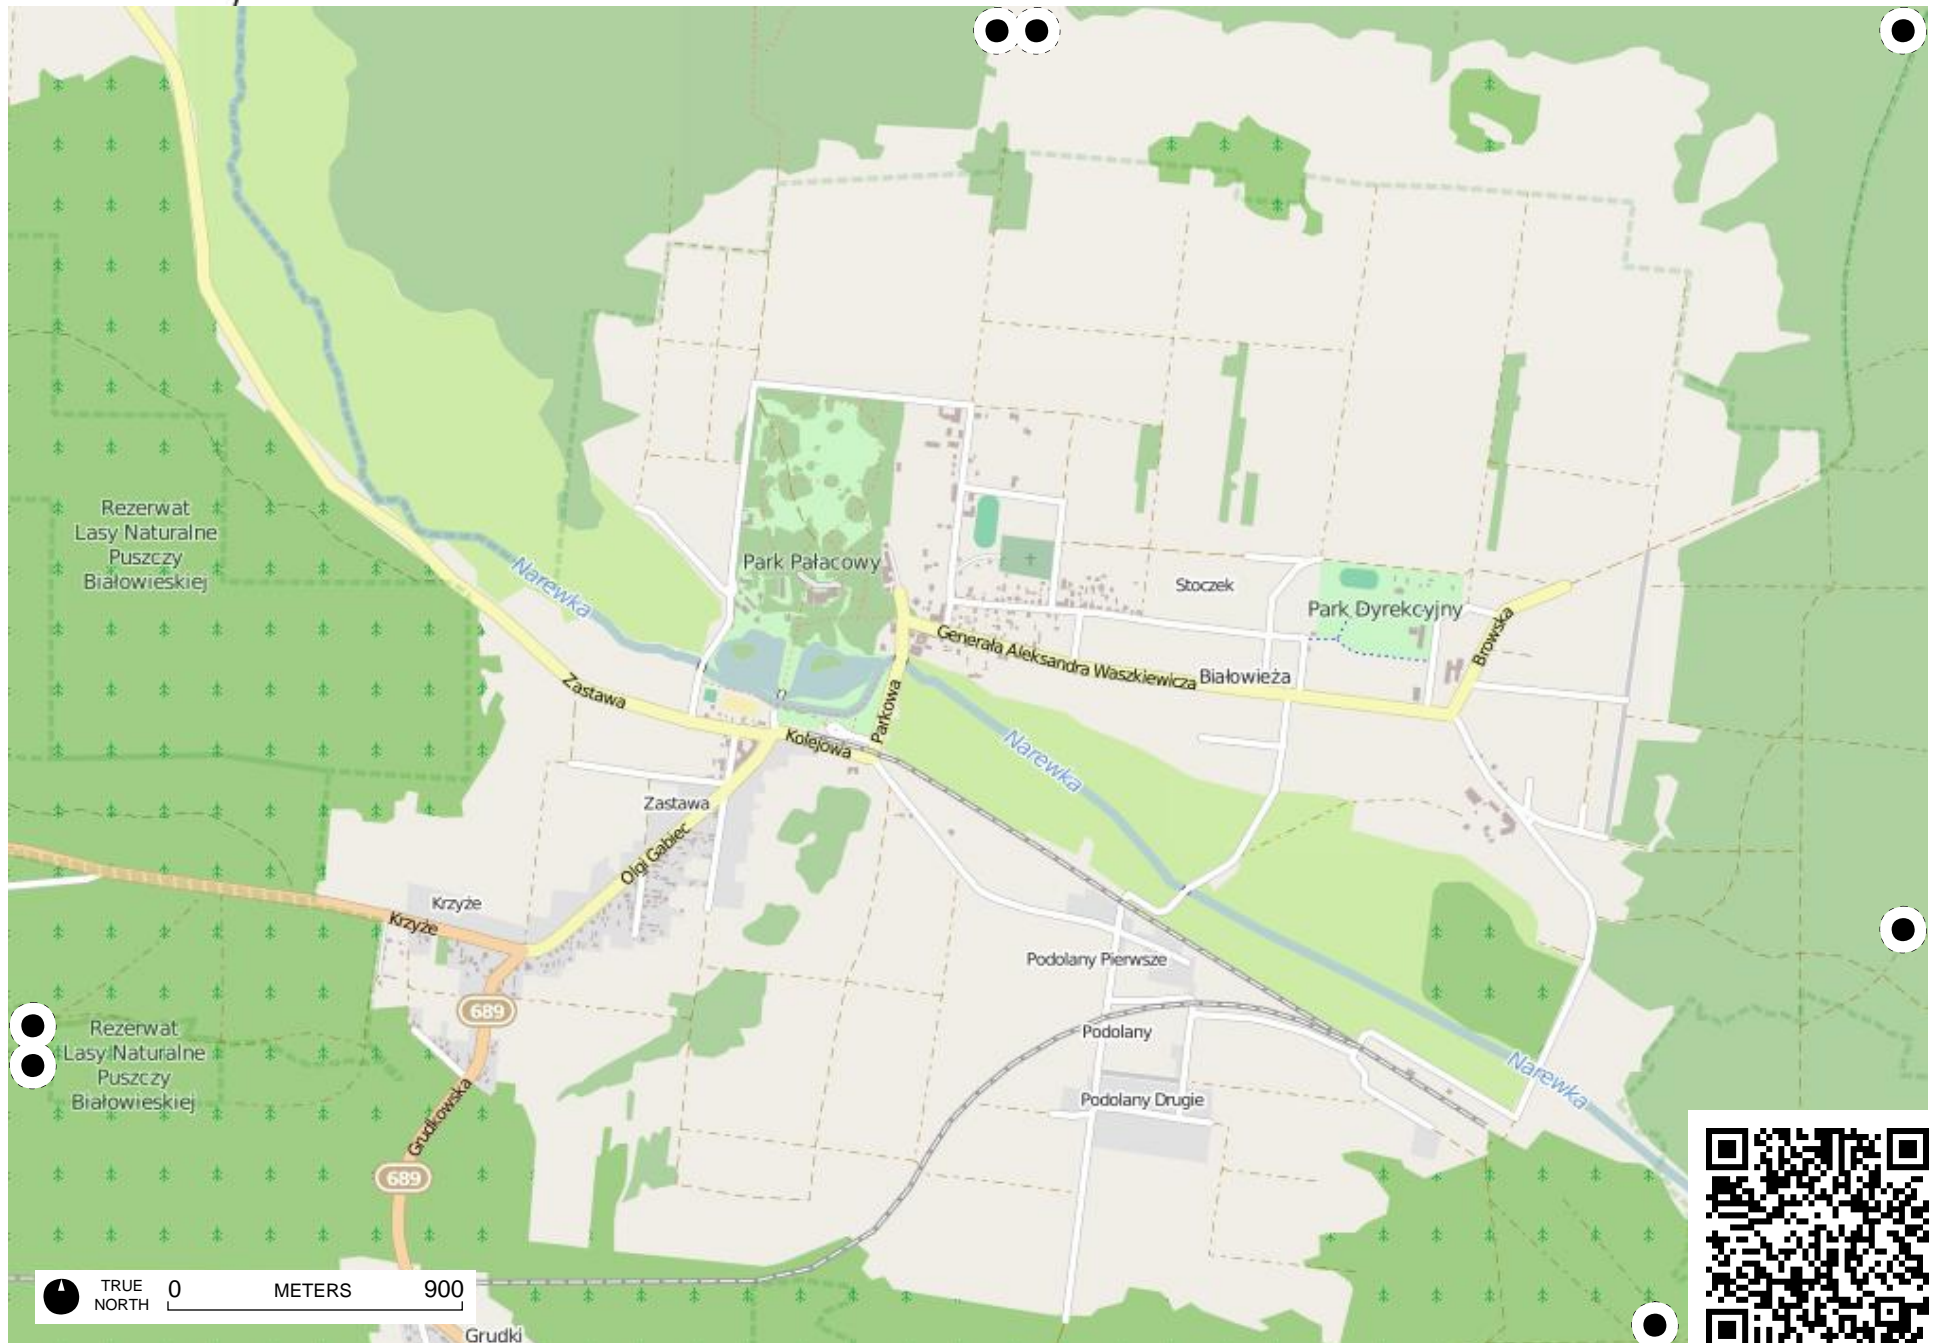 Rezerwat
Lasy Naturalne
Puszczy
Białowieskiej
Narewka
Park Pałacowy
Stoczek
Park Dyrekcyjny
Browska
Generała Aleksandra Waszkiewicza
Białowieża
Zastawa
Parkowa
Kolejowa
Narewka
Zastawa
Olgi Gabiec
Krzyże
Krzyże
Podolany Pierwsze
689
Rezerwat
Lasy Naturalne
Puszczy
Białowieskiej
Podolany
Narewka
Podolany Drugie
Grudkowska
689
TRUE
NORTH
0 METERS 900
Grudki